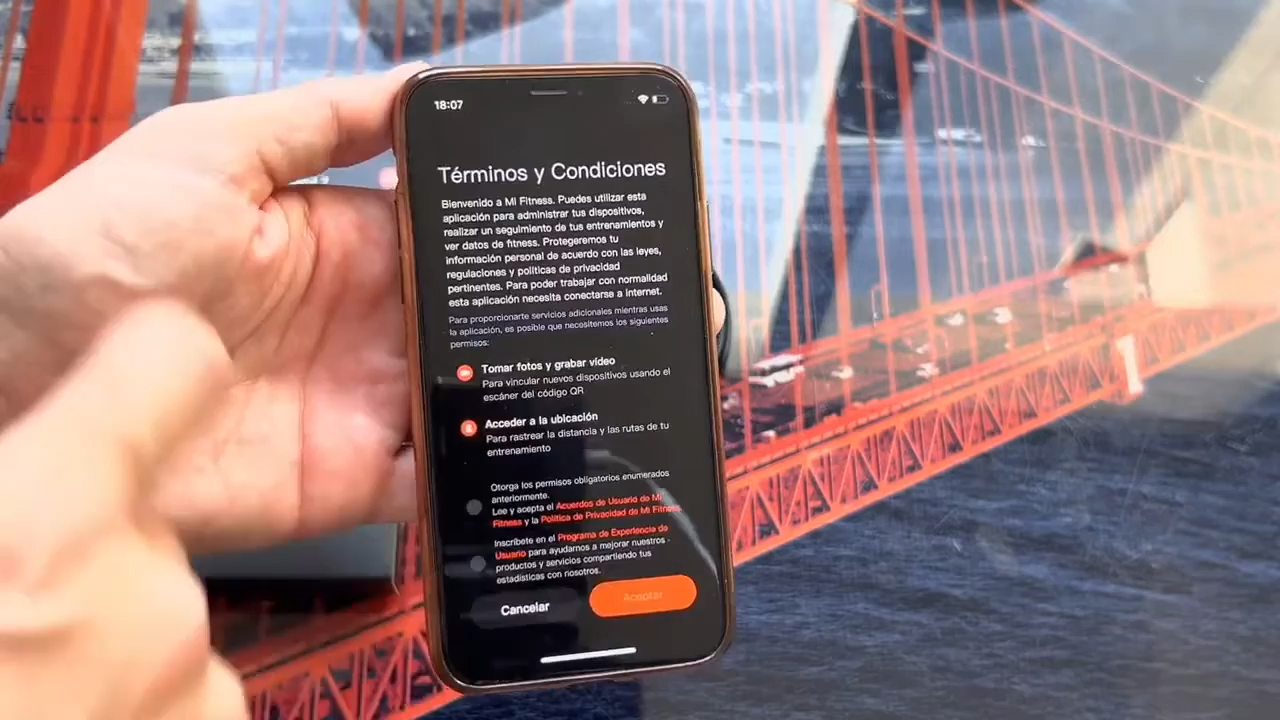 18:07
Términos y Condiciones
Bienvenido a Mi Fitness. Puedes utilizar esta
aplicación para administrar tus dispositivos,
realizar un seguimiento de tus entrenamientos y
ver datos de fitness. Protegeremos tu
información personal de acuerdo con las leyes,
regulaciones y políticas de privacidad
pertinentes. Para poder trabajar con normalidad
esta aplicación necesita conectarse a Internet.
Para proporcionarte servicios adicionales mientras usas
la aplicación, es posible que necesitemos los siguientes
permisos:
Tomar fotos y grabar vídeo
Para vincular nuevos dispositivos usando el
escáner del código QR
Acceder a la ubicación
Para rastrear la distancia y las rutas de tu
entrenamiento
Otorga los permisos obligatorios enumerados
anteriormente.
Lee y acepta el Acuerdos de Usuario de Mi
Fitness y la Política de Privacidad de Mi Fitness
Inscríbete en el Programa de Experiencia de
Usuario para ayudarnos a mejorar nuestros
productos y servicios compartiendo tus
estadísticas con nosotros.
Cancelar
Aceptar